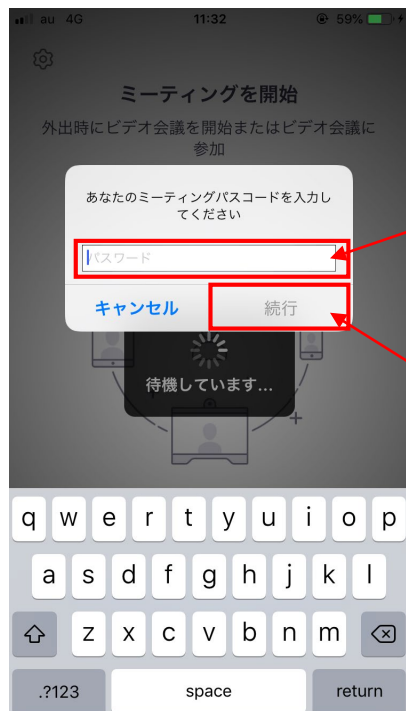 au 4G 11:32 59%
ミーティングを開始
外出時にビデオ会議を開始またはビデオ会議に
参加
あなたのミーティングパスコードを入力し
てください
パスワード
キャンセル 続行
待機しています...
q w e r t y u i o p
a s d f g h j k l
z x c v b n m
.?123 space return